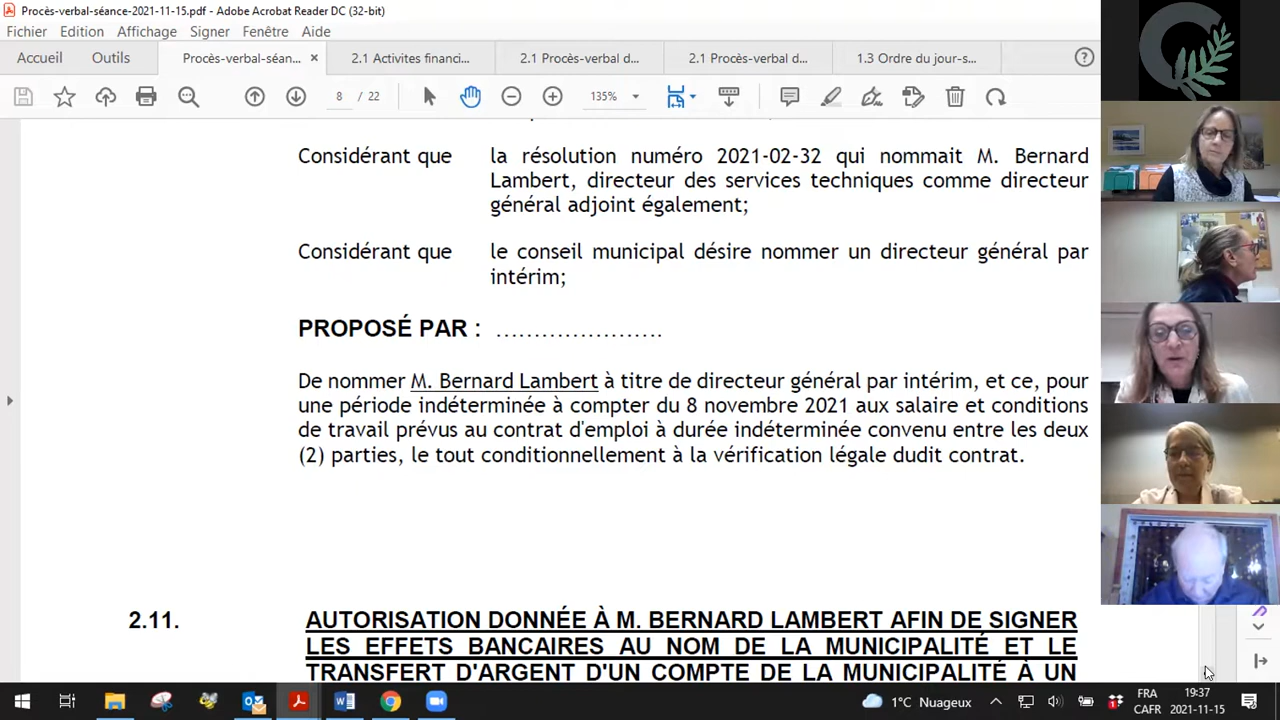 Procès-verbal-séance-2021-11-15.pdf - Adobe Acrobat Reader DC (32-bit)
Fichier Edition Affichage Signer Fenêtre Aide
Accueil Outils Procès-verbal-séan... × 2.1 Activites financi... 2.1 Procès-verbal d... 2.1 Procès-verbal d... 1.3 Ordre du jour-s...
8 / 22 135%
Considérant que la résolution numéro 2021-02-32 qui nommait M. Bernard
Lambert, directeur des services techniques comme directeur
général adjoint également;
Considérant que le conseil municipal désire nommer un directeur général par
intérim;
PROPOSÉ PAR : ......................
De nommer M. Bernard Lambert à titre de directeur général par intérim, et ce, pour
une période indéterminée à compter du 8 novembre 2021 aux salaire et conditions
de travail prévus au contrat d'emploi à durée indéterminée convenu entre les deux
(2) parties, le tout conditionnellement à la vérification légale dudit contrat.
2.11. AUTORISATION DONNÉE À M. BERNARD LAMBERT AFIN DE SIGNER
LES EFFETS BANCAIRES AU NOM DE LA MUNICIPALITÉ ET LE
TRANSFERT D'ARGENT D'UN COMPTE DE LA MUNICIPALITÉ À UN
1°C Nuageux
FRA
CAFR
19:37
2021-11-15